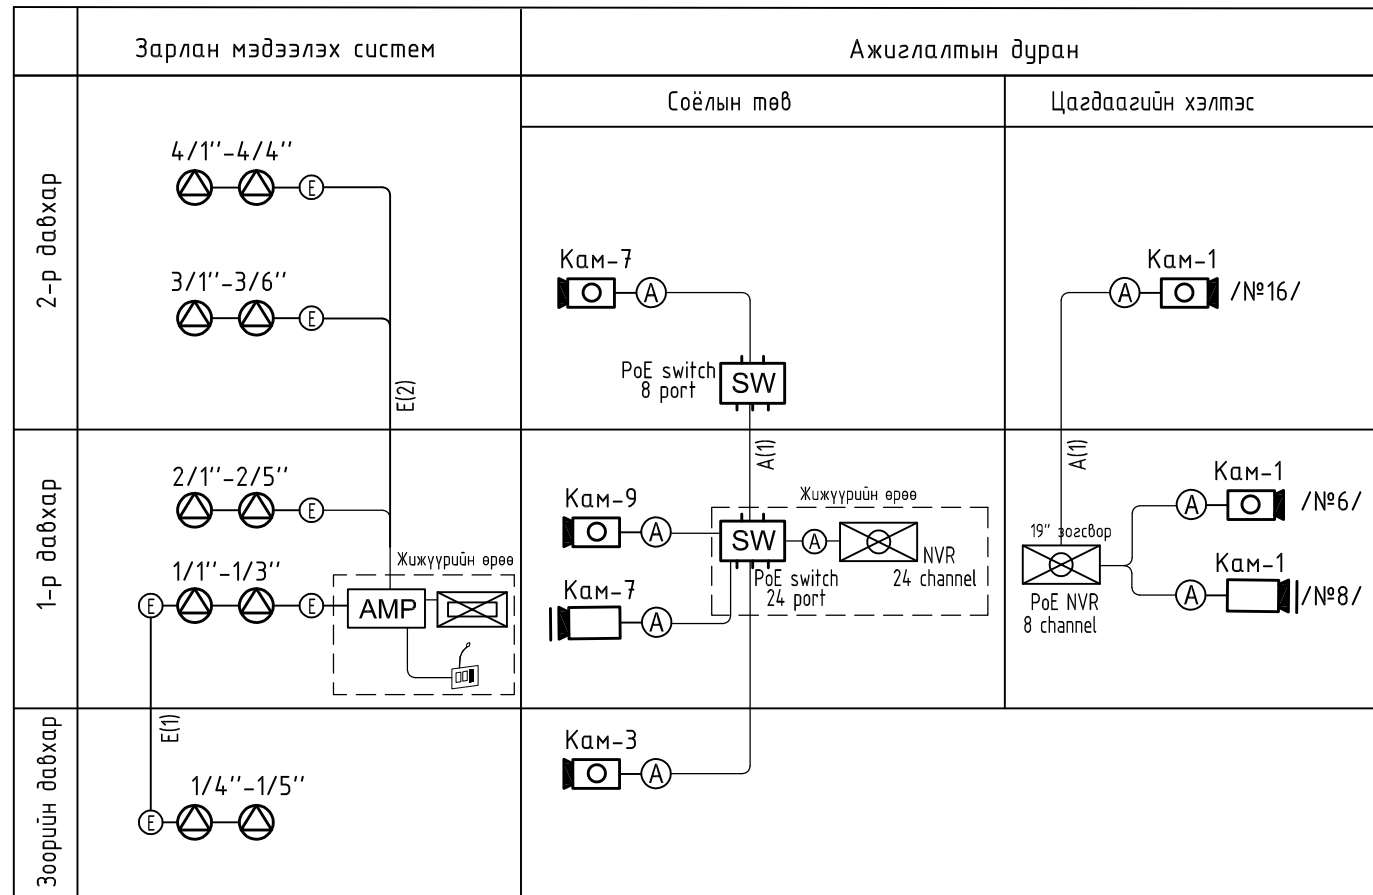 Зарлан мэдээлэх систем
Ажиглалтын дуран
Соёлын төв
Цагдаагийн хэлтэс
2-р давхар
4/1''-4/4''
E
3/1''-3/6''
E
E(2)
Кам-7
A
PoE switch
8 port
SW
Кам-1
A
/№16/
1-р давхар
2/1''-2/5''
E
1/1''-1/3''
E
E
Жижүүрийн өрөө
AMP
E(1)
A(1)
Кам-9
A
Жижүүрийн өрөө
SW
A
NVR
24 channel
PoE switch
24 port
Кам-7
A
A(1)
Кам-1
A
/№6/
19'' зогсвор
PoE NVR
8 channel
Кам-1
A
/№8/
Зоорийн давхар
1/4''-1/5''
E
Кам-3
A